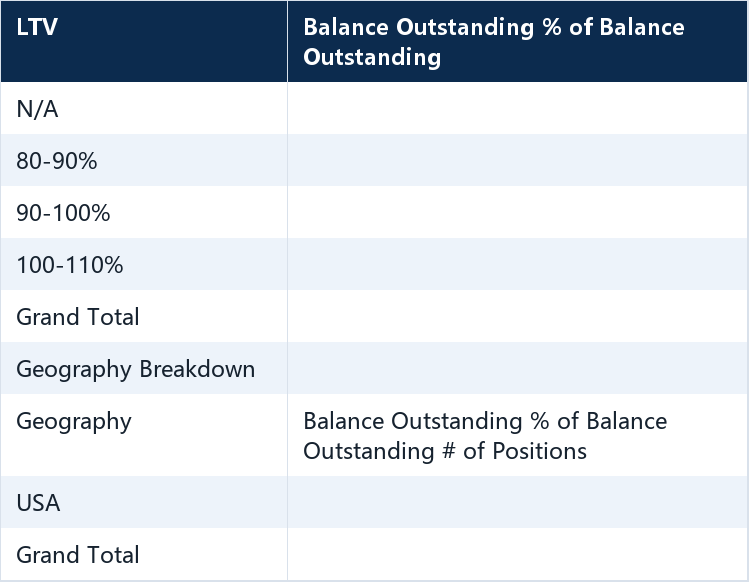 LTV
Balance Outstanding % of Balance
Outstanding
N/A
80-90%
90-100%
100-110%
Grand Total
Geography Breakdown
Geography
Balance Outstanding % of Balance
Outstanding # of Positions
USA
Grand Total